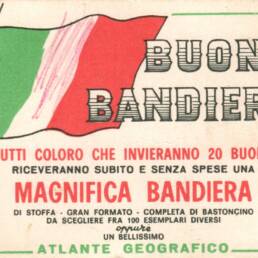 BUON
BANDIER
UTTI COLORO CHE INVIERANNO 20 BUO
RICEVERANNO SUBITO E SENZA SPESE UNA
MAGNIFICA BANDIERA
DI STOFFA - GRAN FORMATO - COMPLETA DI BASTONCINO
DA SCEGLIERE FRA 100 ESEMPLARI DIVERSI
oppure
UN BELLISSIMO
ATLANTE GEOGRAFICO